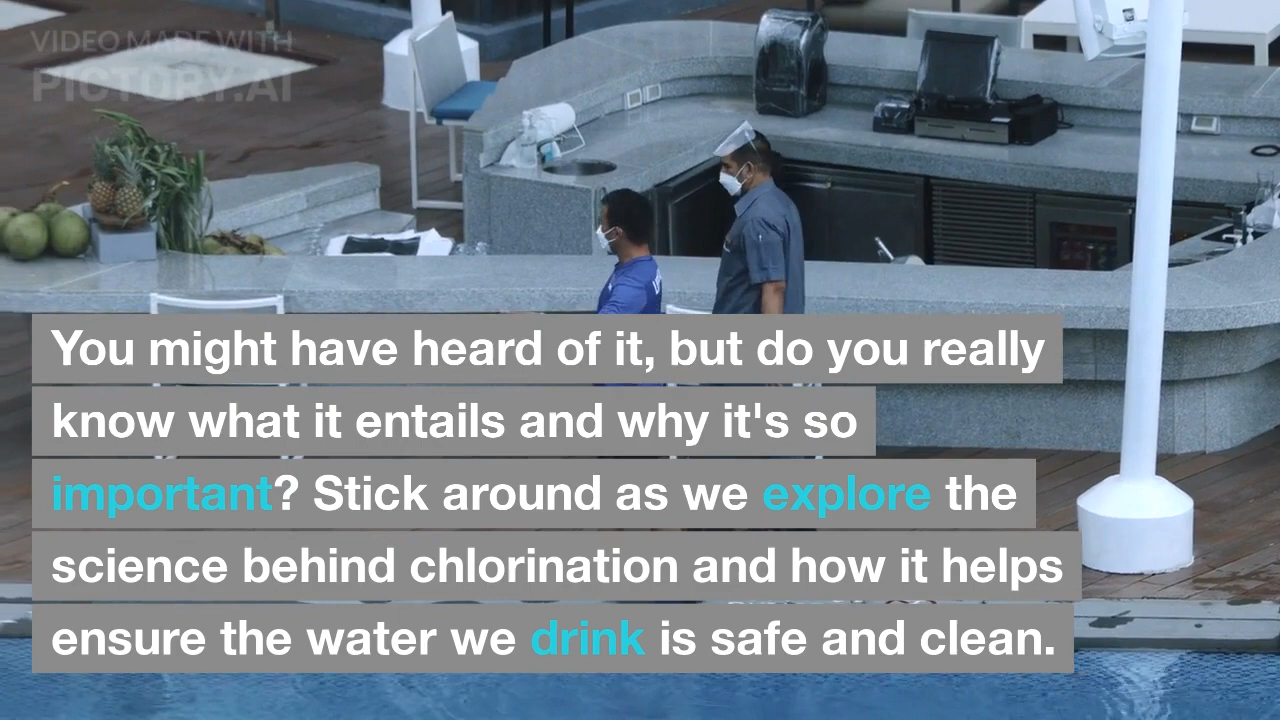 VIDEO MADE WITH
PICTORY.AI
You might have heard of it, but do you really
know what it entails and why it's so
important? Stick around as we explore the
science behind chlorination and how it helps
ensure the water we drink is safe and clean.